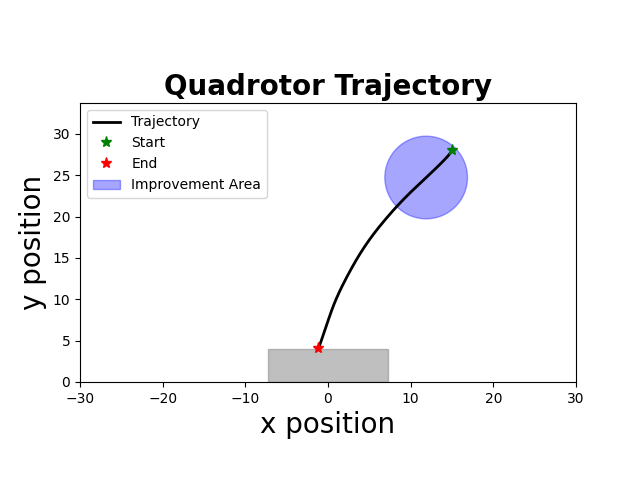 Quadrotor Trajectory
Trajectory
Start
End
Improvement Area
y position
30
25
20
15
10
5
0
−30
−20
−10
0
10
20
30
x position